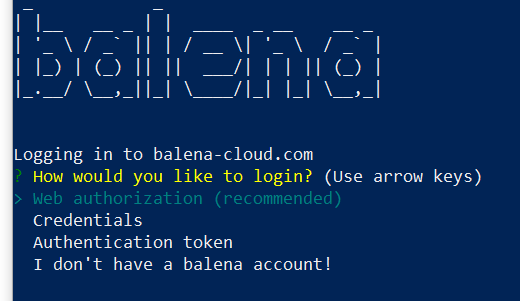 balena
Logging in to balena-cloud.com
? How would you like to login? (Use arrow keys)
> Web authorization (recommended)
Credentials
Authentication token
I don't have a balena account!